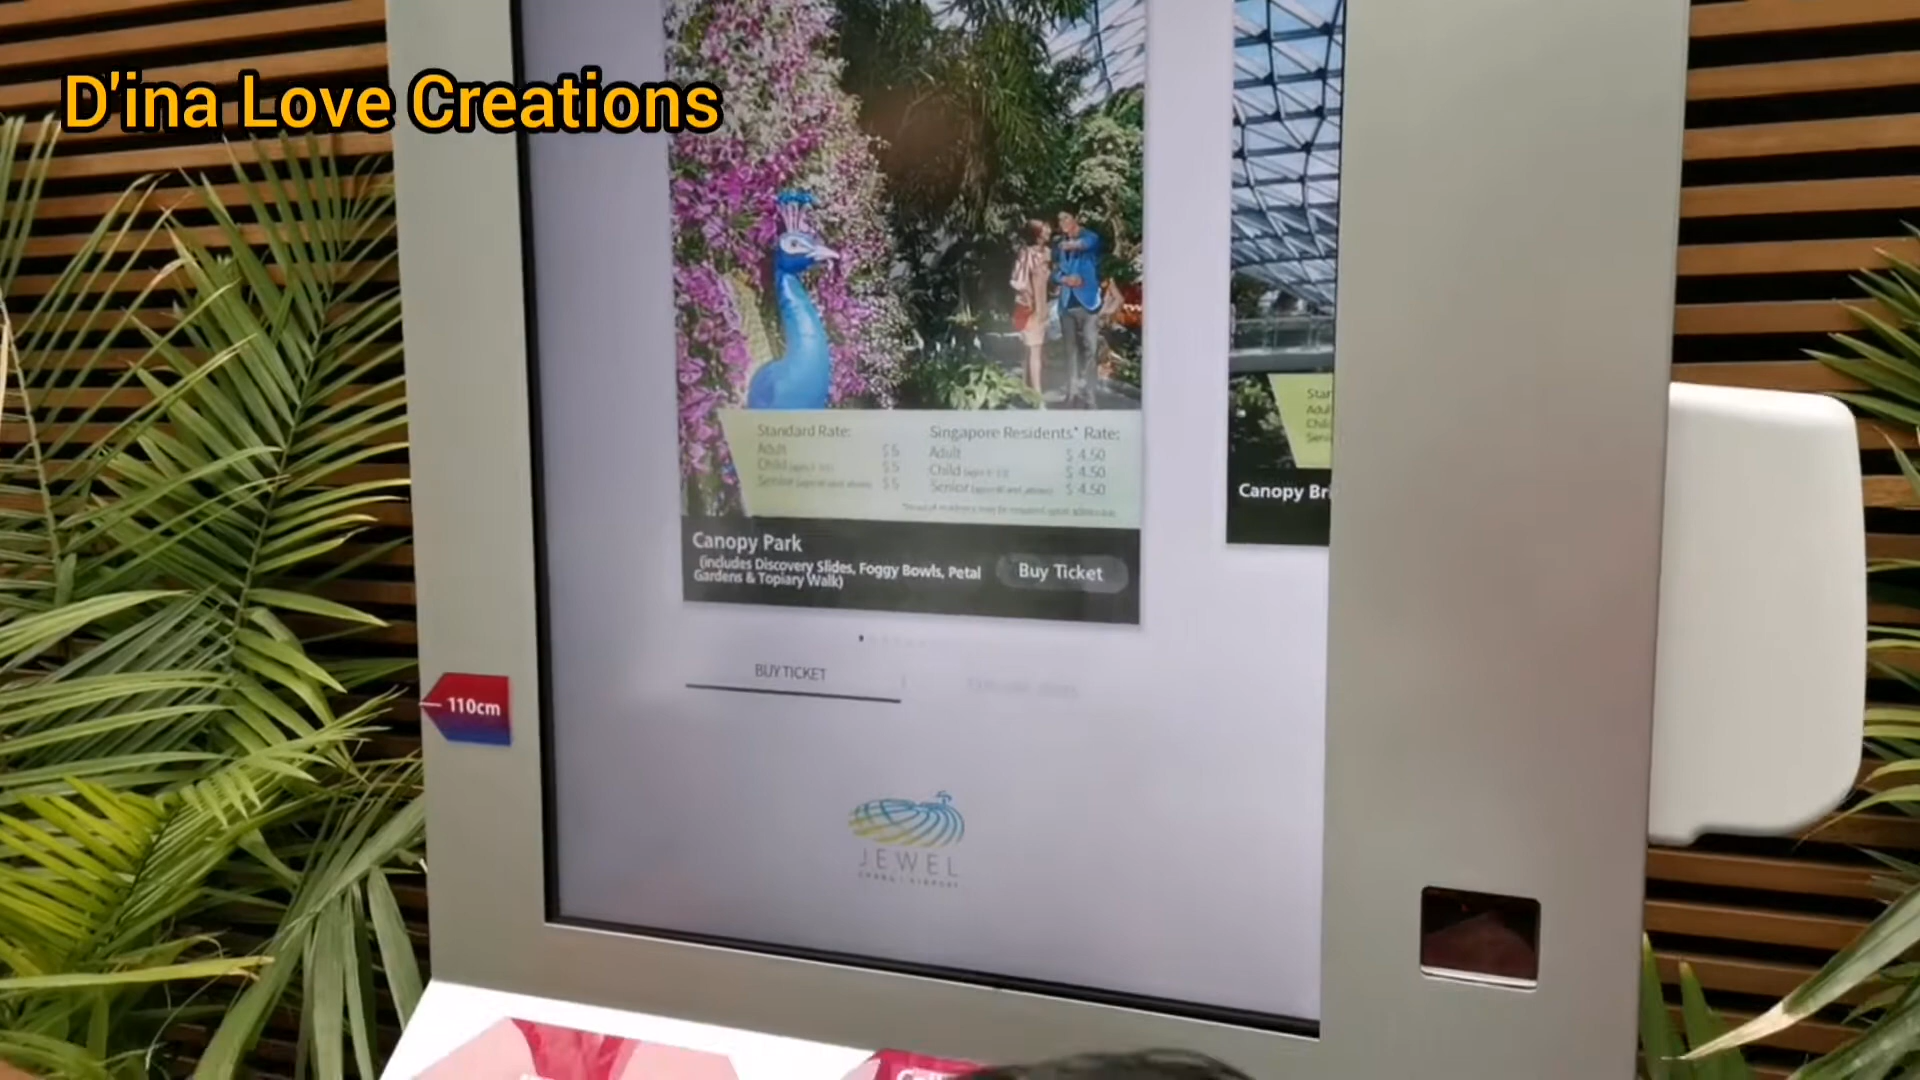 D'ina Love Creations
Standard Rate:
Adult $5
Child $5
Senior $5
Singapore Residents* Rate:
Adult $4.50
Child $4.50
Senior $4.50
Canopy Park
(includes Discovery Slides, Foggy Bowls, Petal
Gardens & Topiary Walk)
Buy Ticket
Canopy Bri
BUY TICKET
110cm
JEWEL